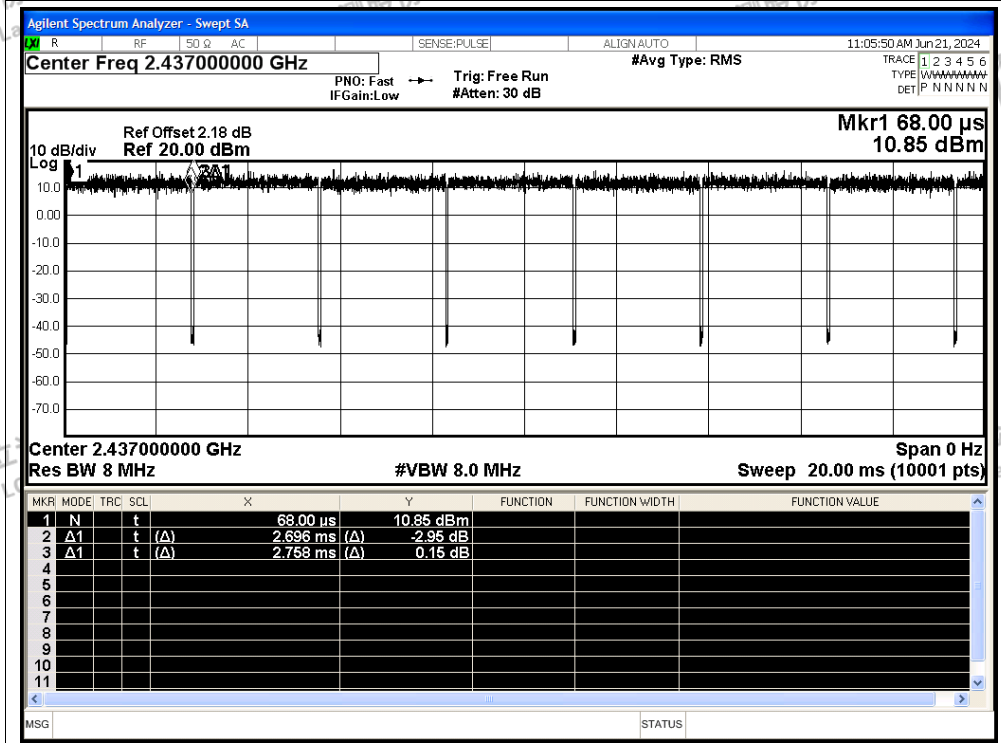 Agilent Spectrum Analyzer - Swept SA
LXI R RF 50 Ω AC SENSE:PULSE ALIGN AUTO 11:05:50 AM Jun 21, 2024
Center Freq 2.437000000 GHz #Avg Type: RMS TRACE 1 2 3 4 5 6
PNO: Fast Trig: Free Run TYPE WWWWWW
IFGain:Low #Atten: 30 dB DET P N N N N N
Mkr1 68.00 µs
Ref Offset 2.18 dB
10 dB/div Ref 20.00 dBm 10.85 dBm
Log
1 3Δ1
10.0
0.00
-10.0
-20.0
-30.0
-40.0
-50.0
-60.0
-70.0
Center 2.437000000 GHz Span 0 Hz
Res BW 8 MHz #VBW 8.0 MHz Sweep 20.00 ms (10001 pts)
MKR MODE TRC SCL X Y FUNCTION FUNCTION WIDTH FUNCTION VALUE
1 N t 68.00 µs 10.85 dBm
2 Δ1 t (Δ) 2.696 ms (Δ) -2.95 dB
3 Δ1 t (Δ) 2.758 ms (Δ) 0.15 dB
4
5
6
7
8
9
10
11
MSG STATUS